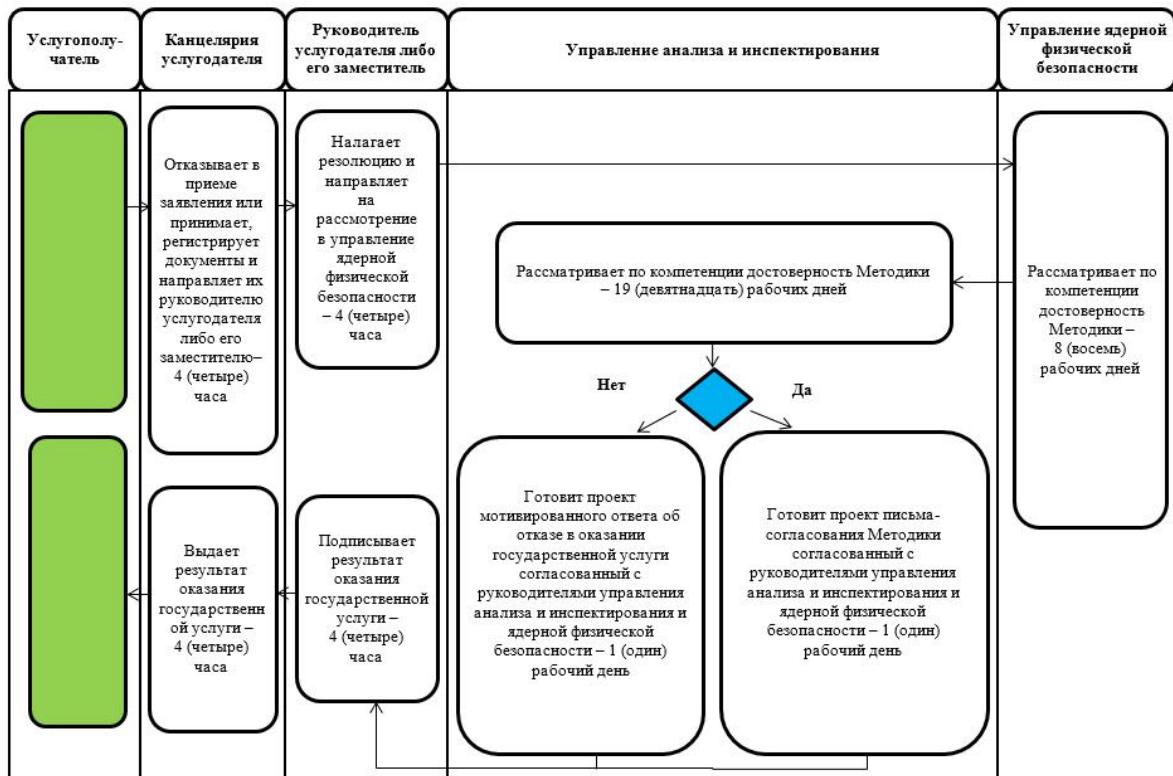 Услугополу-
чатель
Канцелярия
услугодателя
Руководитель
услугодателя либо
его заместитель
Управление анализа и инспектирования
Управление ядерной
физической
безопасности
Отказывает в
приеме
заявления или
принимает,
регистрирует
документы и
направляет их
руководителю
услугодателя
либо его
заместителю–
4 (четыре)
часа
Налагает
резолюцию и
направляет
на
рассмотрение
в управление
ядерной
физической
безопасности
– 4 (четыре)
часа
Рассматривает по компетенции достоверность Методики
– 19 (девятнадцать) рабочих дней
Рассматривает по
компетенции
достоверность
Методики –
8 (восемь)
рабочих дней
Нет
Да
Готовит проект
мотивированного ответа об
отказе в оказании
государственной услуги
согласованный с
руководителями управления
анализа и инспектирования и
ядерной физической
безопасности – 1 (один)
рабочий день
Готовит проект письма-
согласования Методики
согласованный с
руководителями управления
анализа и инспектирования и
ядерной физической
безопасности – 1 (один)
рабочий день
Подписывает
результат
оказания
государственной
услуги –
4 (четыре)
часа
Выдает
результат
оказания
государственн
ой услуги –
4 (четыре)
часа